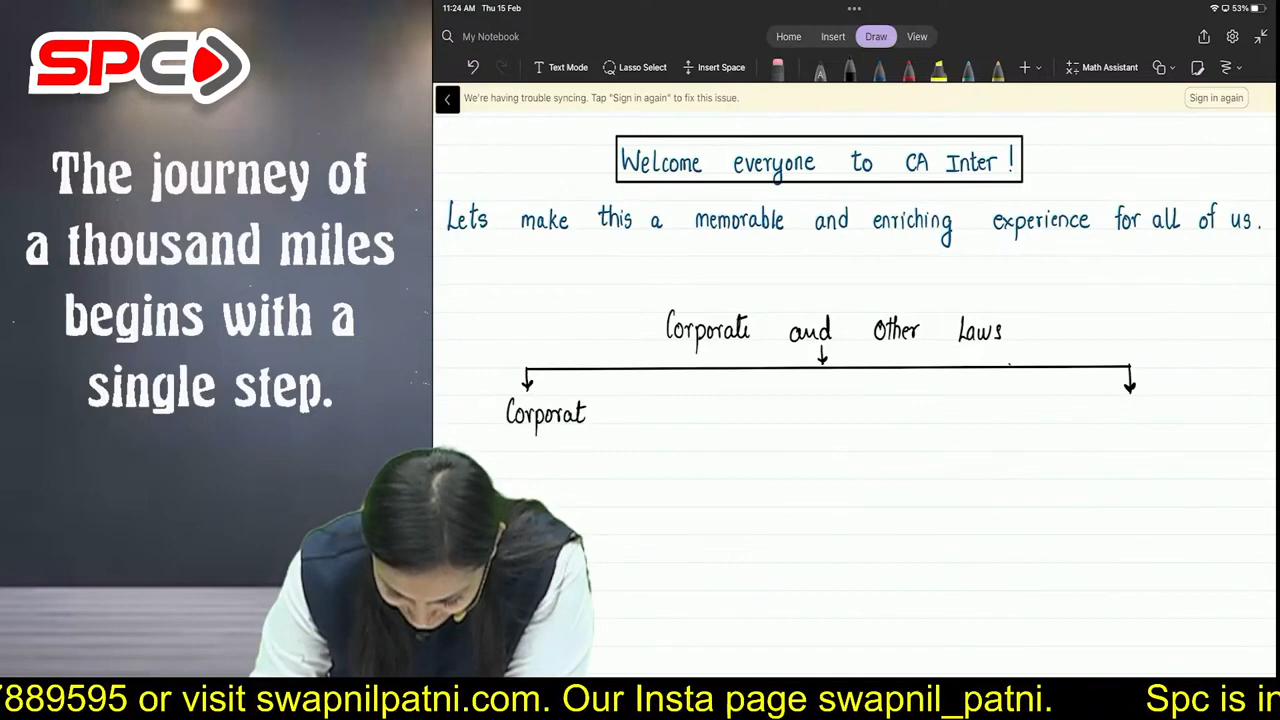 SPC
The journey of
a thousand miles
begins with a
single step.
11:24 AM Thu 15 Feb
53%
My Notebook
Home Insert Draw View
Text Mode Lasso Select Insert Space Math Assistant
We're having trouble syncing. Tap "Sign in again" to fix this issue.
Sign in again
Welcome everyone to CA Inter !
Lets make this a memorable and enriching experience for all of us.
Corporate and Other Laws
Corporat
7889595 or visit swapnilpatni.com. Our Insta page swapnil_patni. Spc is in